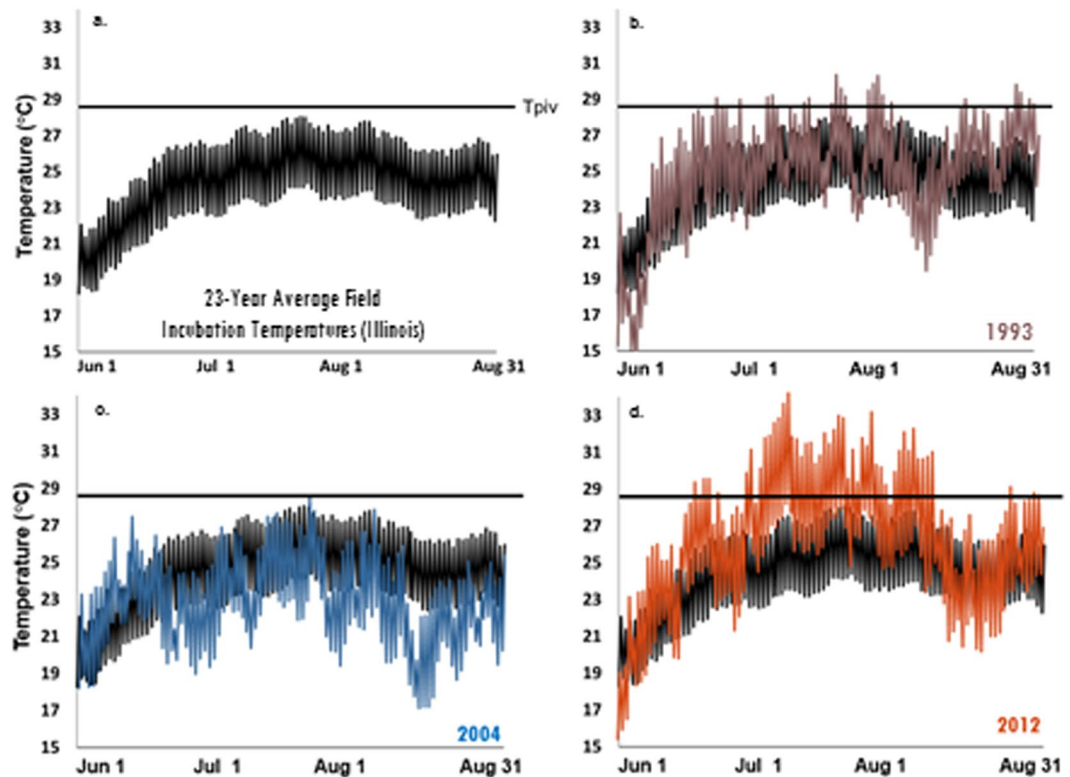 a.
33
31
29
27
25
23
21
19
17
15
Temperature (°C)
Tpiv
23-Year Average Field
Incubation Temperatures (Illinois)
Jun 1
Jul 1
Aug 1
Aug 31
b.
33
31
29
27
25
23
21
19
17
15
1993
Jun 1
Jul 1
Aug 1
Aug 31
c.
33
31
29
27
25
23
21
19
17
15
Temperature (°C)
2004
Jun 1
Jul 1
Aug 1
Aug 31
d.
33
31
29
27
25
23
21
19
17
15
2012
Jun 1
Jul 1
Aug 1
Aug 31